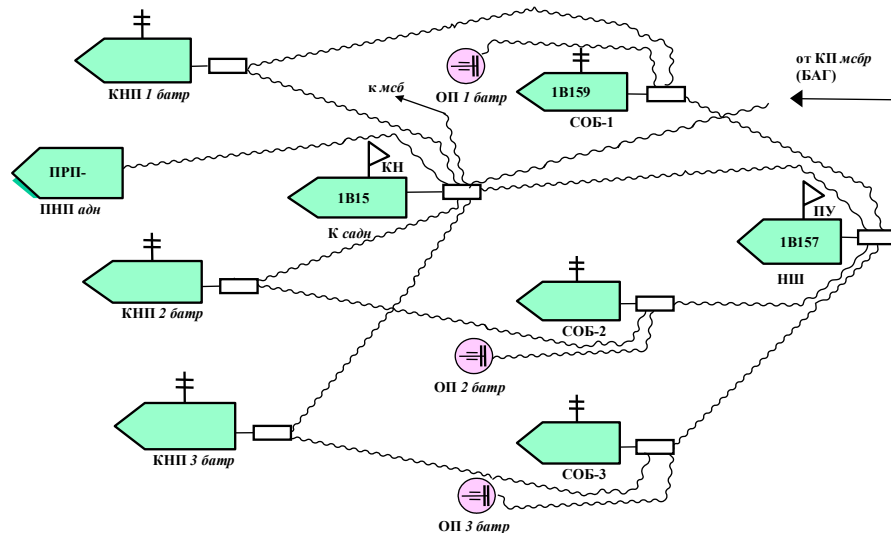 КНП 1 батр
ОП 1 батр
1В159
СОБ-1
от КП мсбр
(БАГ)
к мсб
ПРП-
ПНП адн
КН
1В15
К садн
ПУ
1В157
НШ
КНП 2 батр
СОБ-2
ОП 2 батр
КНП 3 батр
СОБ-3
ОП 3 батр